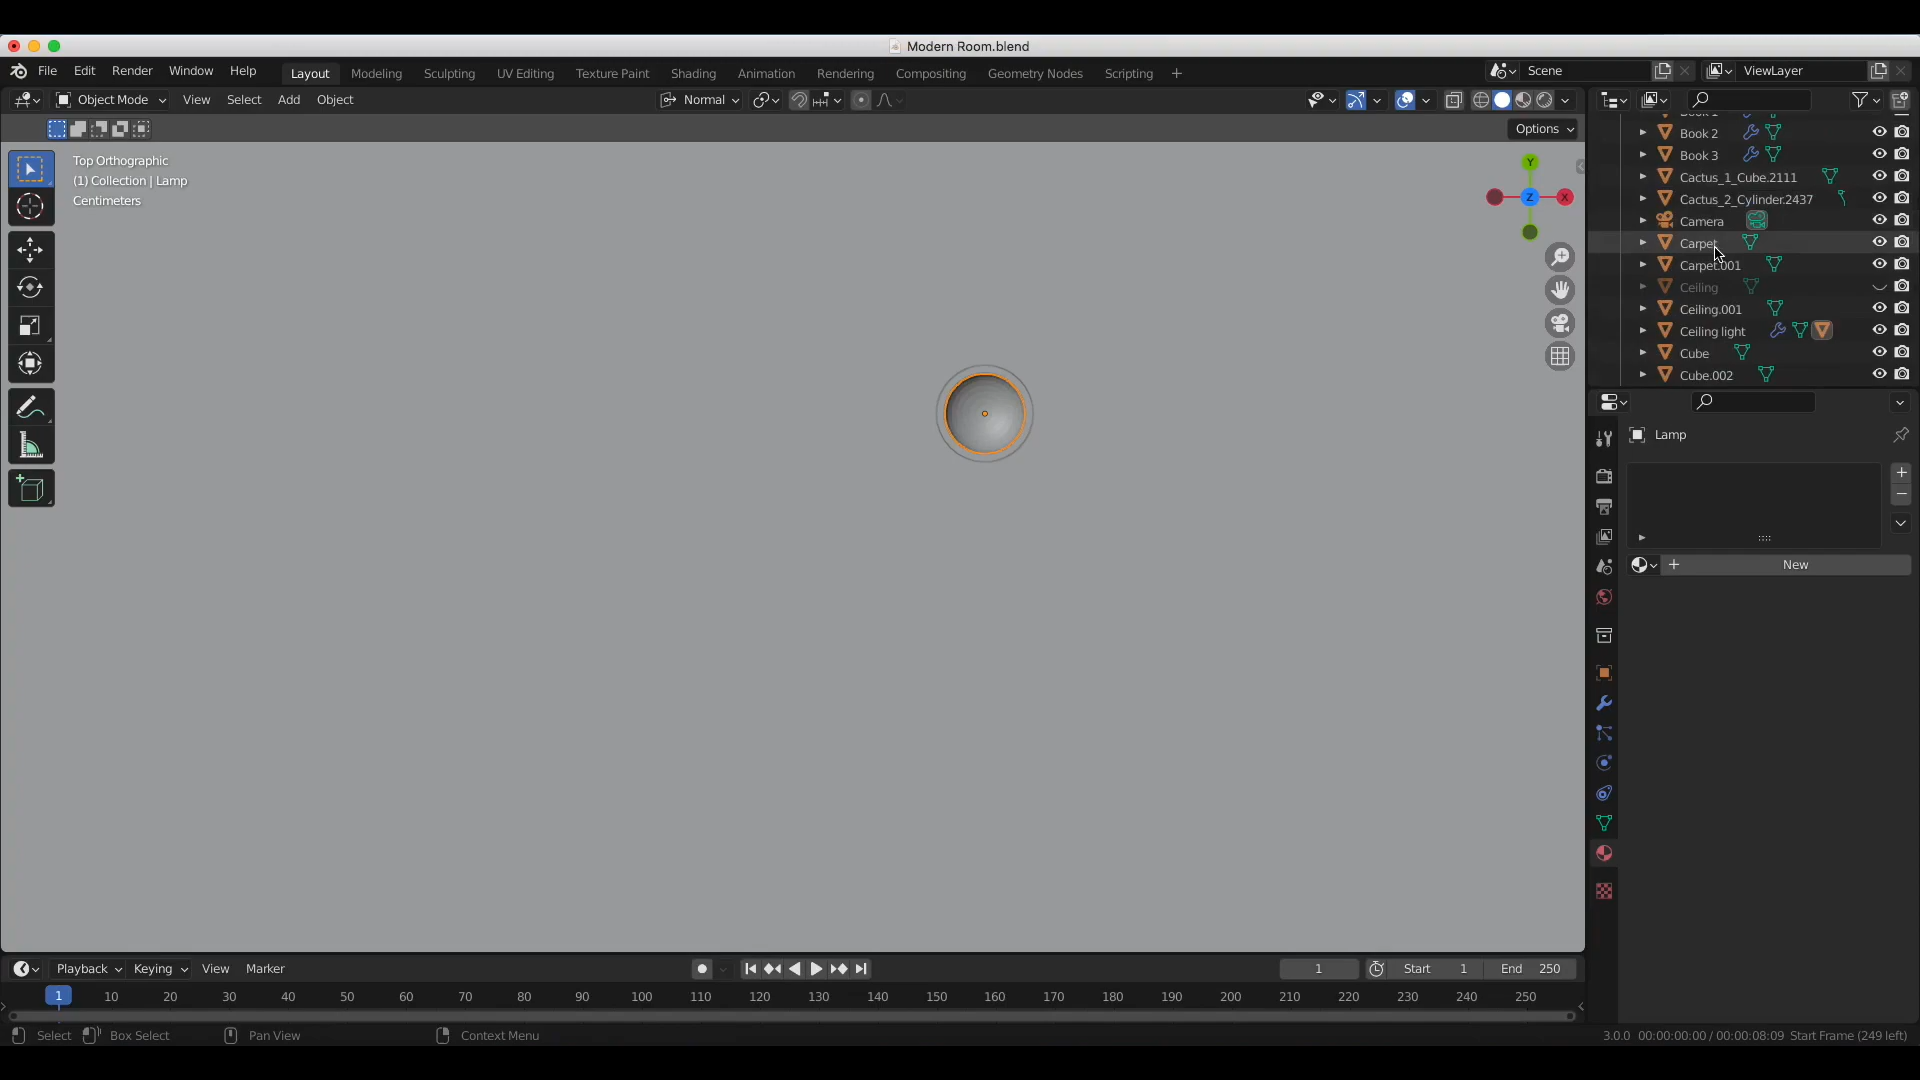 Modern Room.blend
File Edit Render Window Help Layout Modeling Sculpting UV Editing Texture Paint Shading Animation Rendering Compositing Geometry Nodes Scripting + Scene ViewLayer
Object Mode View Select Add Object Normal
Options
Top Orthographic
(1) Collection | Lamp
Centimeters
Y
X
Z
Book 2
Book 3
Cactus_1_Cube.2111
Cactus_2_Cylinder.2437
Camera
Carpet
Carpet.001
Ceiling
Ceiling.001
Ceiling light
Cube
Cube.002
Lamp
New
Playback Keying View Marker 1 Start 1 End 250
1 10 20 30 40 50 60 70 80 90 100 110 120 130 140 150 160 170 180 190 200 210 220 230 240 250
Select Box Select Pan View Context Menu 3.0.0 00:00:00:00 / 00:00:08:09 Start Frame (249 left)